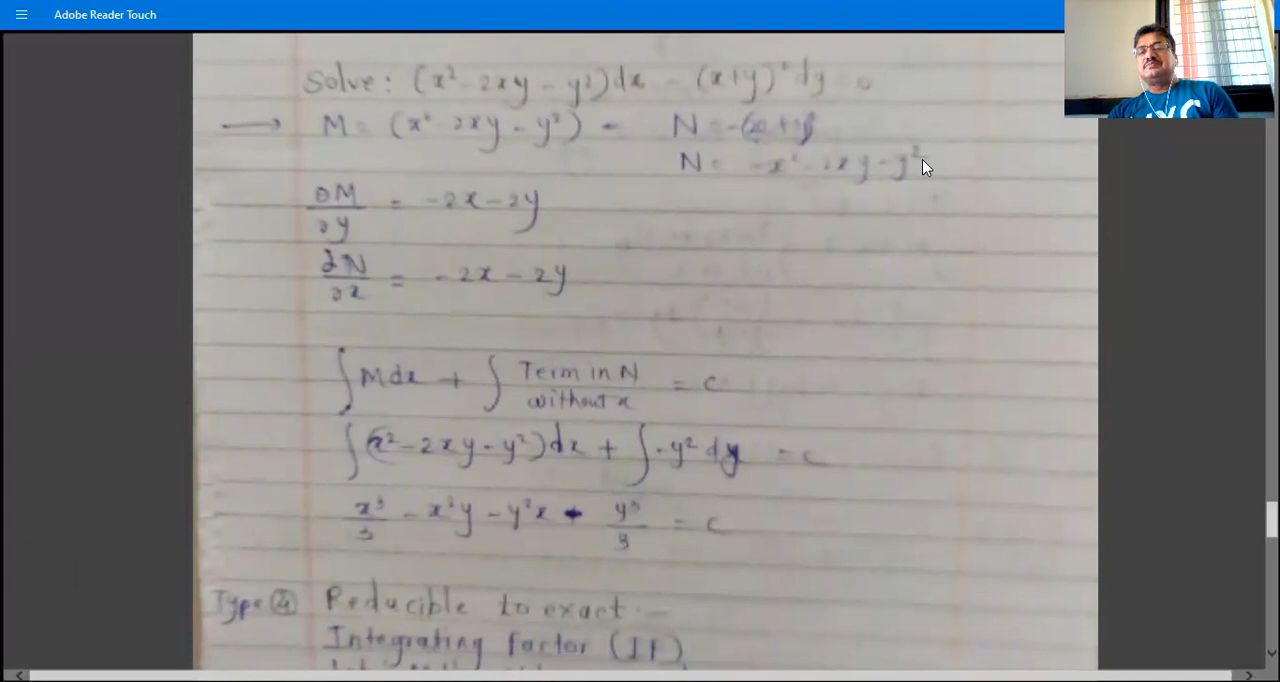 Adobe Reader Touch
Solve: (x² 2xy - y²)dx - (x+y)² dy = 0
→ M = (x² 2xy - y²) - N = -(x + y)
N = -x² - 2xy - y²
∂M/∂y = -2x - 2y
∂N/∂x = -2x - 2y
∫ Mdx + ∫ Term in N without x = c
∫ (x² - 2xy - y²)dx + ∫ -y² dy = c
x³/3 - x²y - y²x - y³/3 = c
Type ④ Reducible to exact -
Integrating factor (IF)